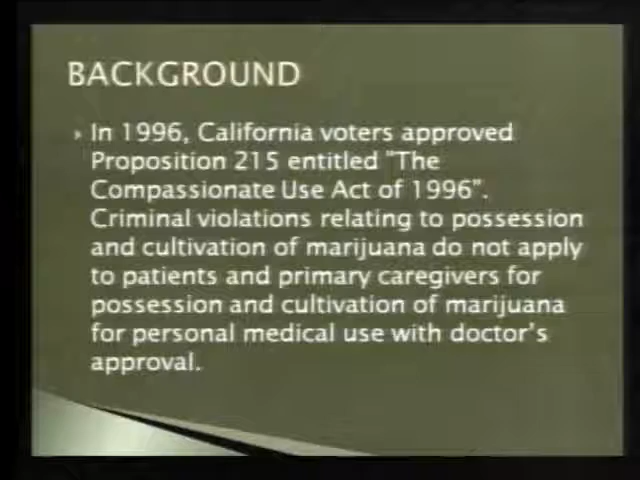 BACKGROUND
In 1996, California voters approved
Proposition 215 entitled "The
Compassionate Use Act of 1996".
Criminal violations relating to possession
and cultivation of marijuana do not apply
to patients and primary caregivers for
possession and cultivation of marijuana
for personal medical use with doctor's
approval.